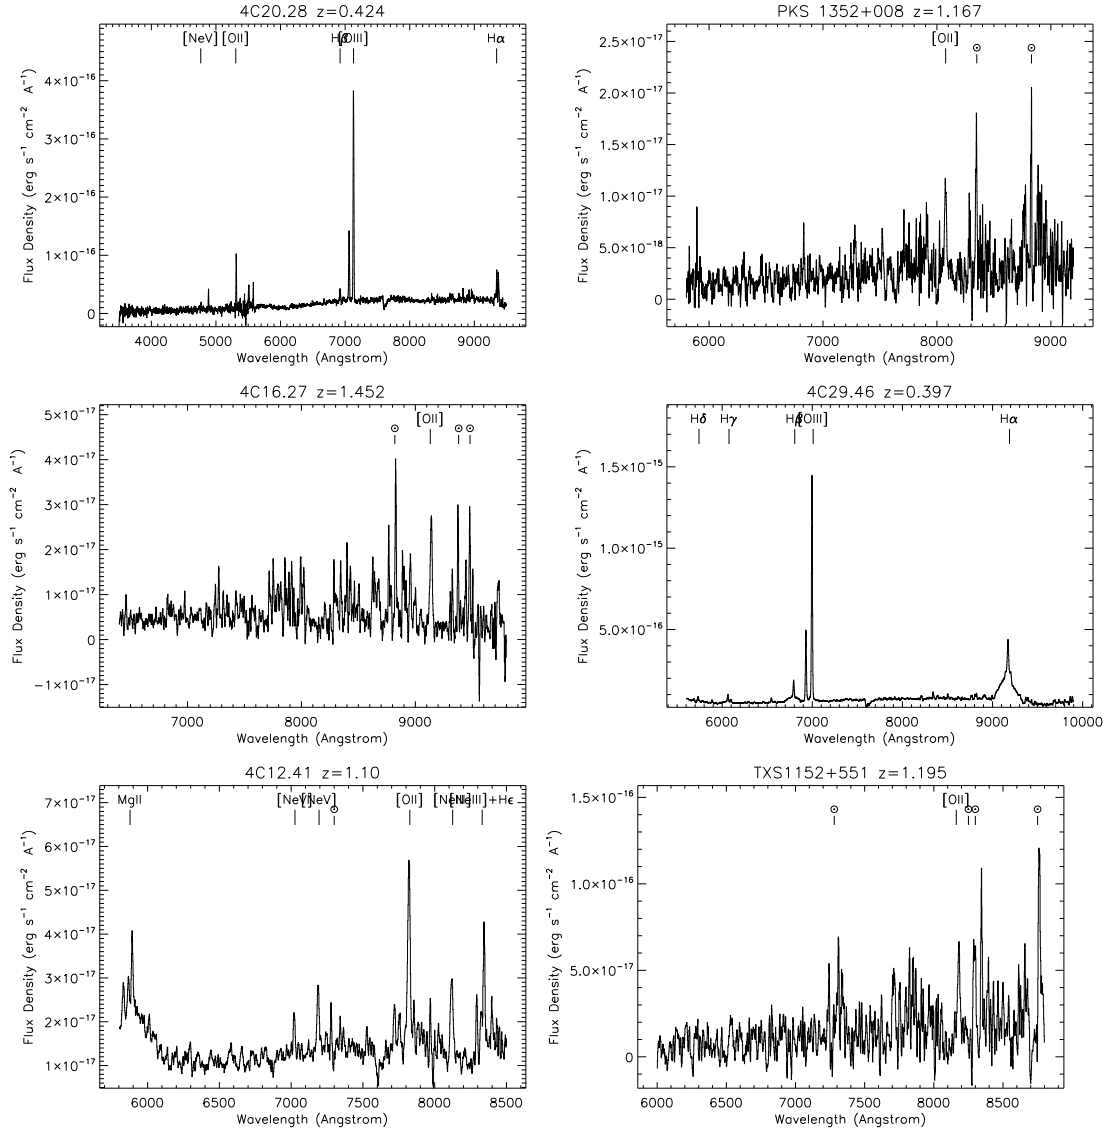 4C20.28 z=0.424
[NeV] [OII] Hβ [OIII] Hα
4×10⁻¹⁶
3×10⁻¹⁶
2×10⁻¹⁶
1×10⁻¹⁶
0
Flux Density (erg s⁻¹ cm⁻² A⁻¹)
4000 5000 6000 7000 8000 9000
Wavelength (Angstrom)
PKS 1352+008 z=1.167
[OII] ⊙ ⊙
2.5×10⁻¹⁷
2.0×10⁻¹⁷
1.5×10⁻¹⁷
1.0×10⁻¹⁷
5.0×10⁻¹⁸
0
Flux Density (erg s⁻¹ cm⁻² A⁻¹)
6000 7000 8000 9000
Wavelength (Angstrom)
4C16.27 z=1.452
⊙ [OII] ⊙ ⊙
5×10⁻¹⁷
4×10⁻¹⁷
3×10⁻¹⁷
2×10⁻¹⁷
1×10⁻¹⁷
0
−1×10⁻¹⁷
Flux Density (erg s⁻¹ cm⁻² A⁻¹)
7000 8000 9000
Wavelength (Angstrom)
4C29.46 z=0.397
Hδ Hγ Hβ [OIII] Hα
1.5×10⁻¹⁵
1.0×10⁻¹⁵
5.0×10⁻¹⁶
Flux Density (erg s⁻¹ cm⁻² A⁻¹)
6000 7000 8000 9000 10000
Wavelength (Angstrom)
4C12.41 z=1.10
MgII [NeV] [NeV] ⊙ [OII] [NeIII] [NeIII]+Hϵ
7×10⁻¹⁷
6×10⁻¹⁷
5×10⁻¹⁷
4×10⁻¹⁷
3×10⁻¹⁷
2×10⁻¹⁷
1×10⁻¹⁷
Flux Density (erg s⁻¹ cm⁻² A⁻¹)
6000 6500 7000 7500 8000 8500
Wavelength (Angstrom)
TXS1152+551 z=1.195
⊙ [OII] ⊙ ⊙ ⊙
1.5×10⁻¹⁶
1.0×10⁻¹⁶
5.0×10⁻¹⁷
0
Flux Density (erg s⁻¹ cm⁻² A⁻¹)
6000 6500 7000 7500 8000 8500
Wavelength (Angstrom)